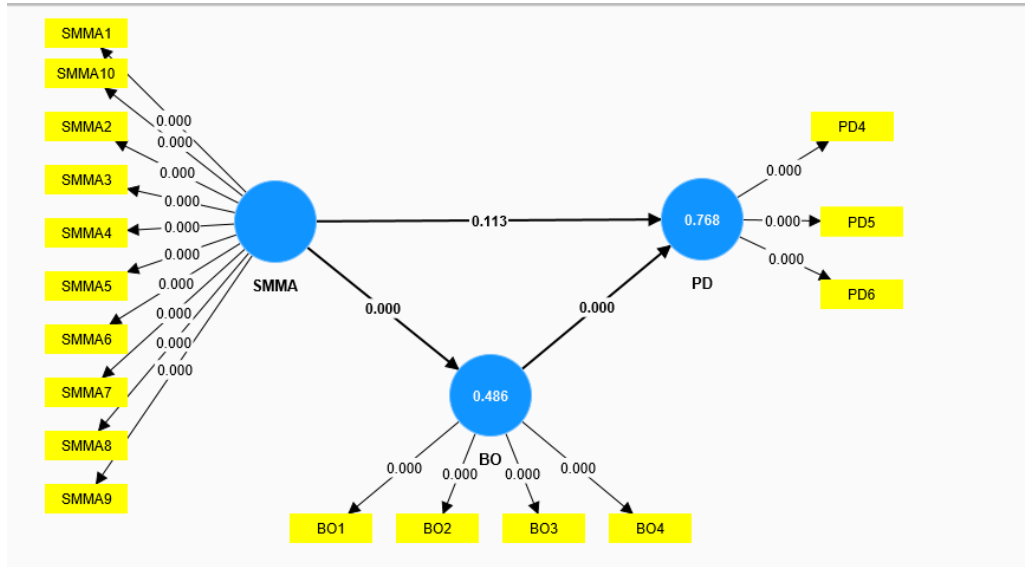 SMMA1
SMMA10
SMMA2
SMMA3
SMMA4
SMMA5
SMMA6
SMMA7
SMMA8
SMMA9
0.000
0.000
0.000
0.000
0.000
0.000
0.000
0.000
0.000
0.000
SMMA
0.113
0.000
0.000
0.768
PD
0.000
0.000
0.000
PD4
PD5
PD6
0.486
BO
0.000
0.000
0.000
0.000
BO1
BO2
BO3
BO4